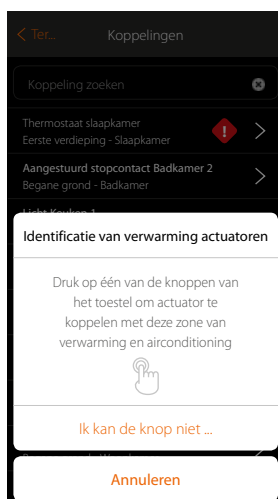 Ter...
Koppelingen
Koppeling zoeken
Thermostaat slaapkamer
Eerste verdieping - Slaapkamer
Aangestuurd stopcontact Badkamer 2
Begane grond - Badkamer
Licht Keuken 1
Identificatie van verwarming actuatoren
Druk op één van de knoppen van
het toestel om actuator te
koppelen met deze zone van
verwarming en airconditioning
Ik kan de knop niet ...
Annuleren